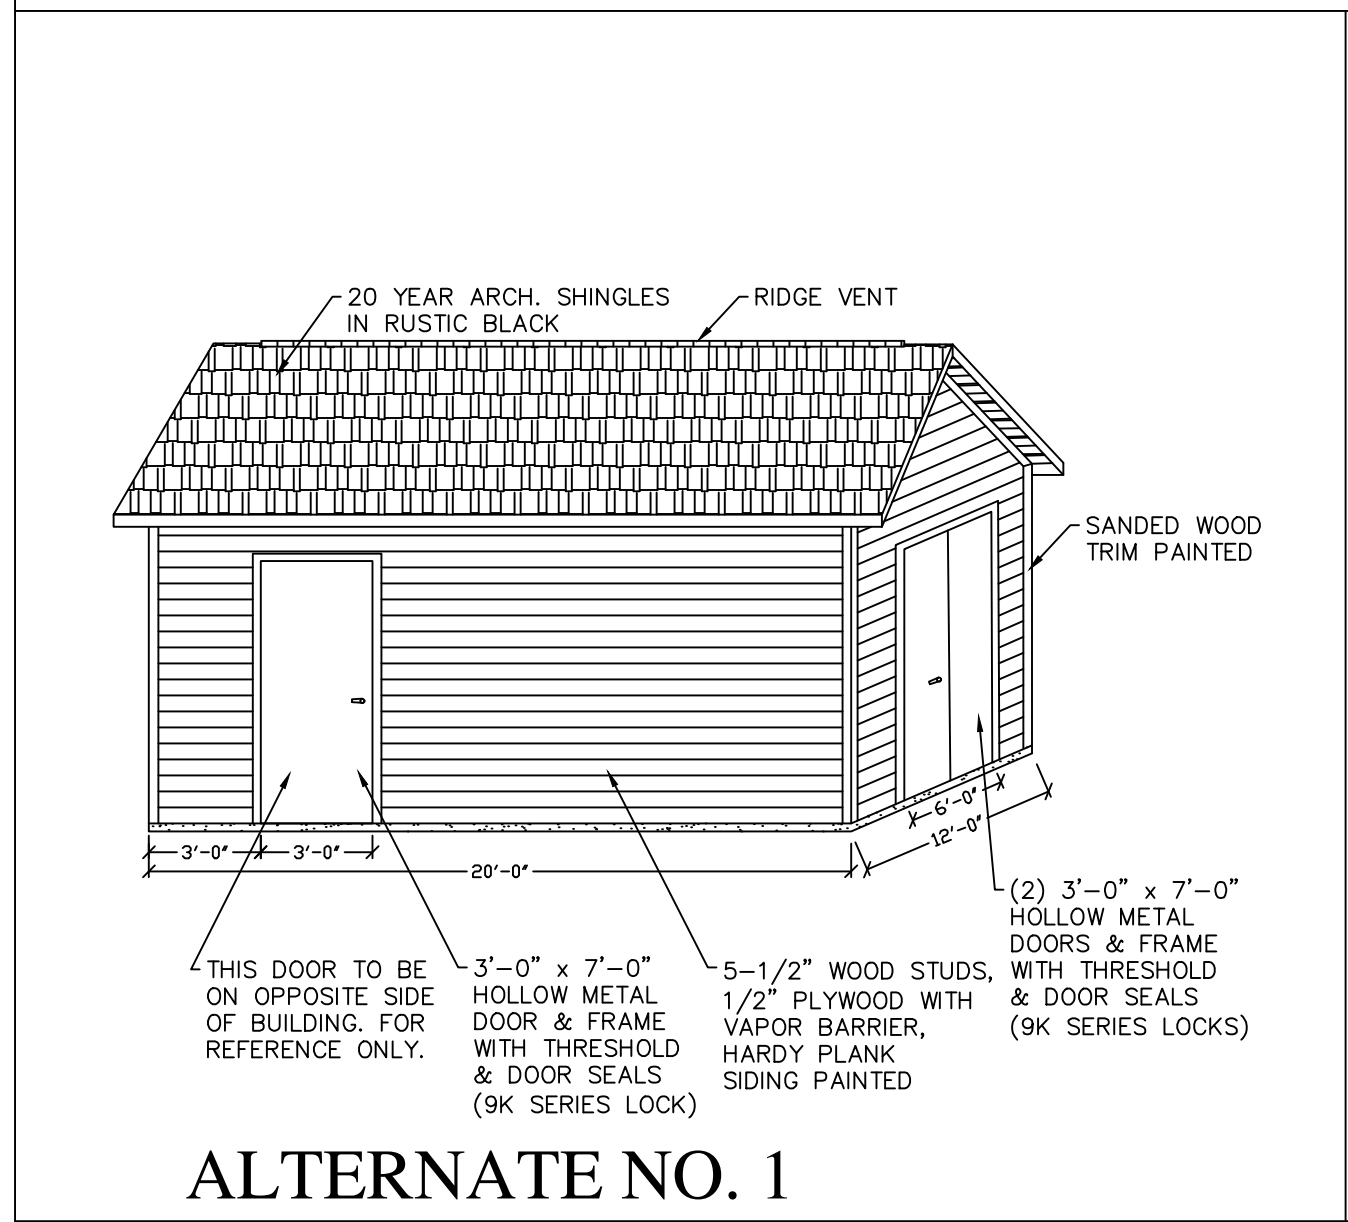 20 YEAR ARCH. SHINGLES
IN RUSTIC BLACK
RIDGE VENT
SANDED WOOD
TRIM PAINTED
3'-0"
3'-0"
20'-0"
6'-0"
12'-0"
THIS DOOR TO BE
ON OPPOSITE SIDE
OF BUILDING. FOR
REFERENCE ONLY.
3'-0" x 7'-0"
HOLLOW METAL
DOOR & FRAME
WITH THRESHOLD
& DOOR SEALS
(9K SERIES LOCK)
5-1/2" WOOD STUDS,
1/2" PLYWOOD WITH
VAPOR BARRIER,
HARDY PLANK
SIDING PAINTED
(2) 3'-0" x 7'-0"
HOLLOW METAL
DOORS & FRAME
WITH THRESHOLD
& DOOR SEALS
(9K SERIES LOCKS)
ALTERNATE NO. 1